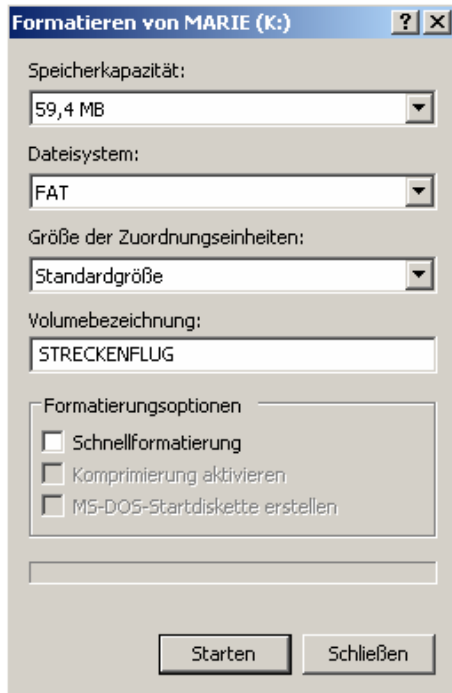 Formatieren von MARIE (K:)
Speicherkapazität:
59,4 MB
Dateisystem:
FAT
Größe der Zuordnungseinheiten:
Standardgröße
Volumebezeichnung:
STRECKENFLUG
Formatierungsoptionen
Schnellformatierung
Komprimierung aktivieren
MS-DOS-Startdiskette erstellen
Starten Schließen